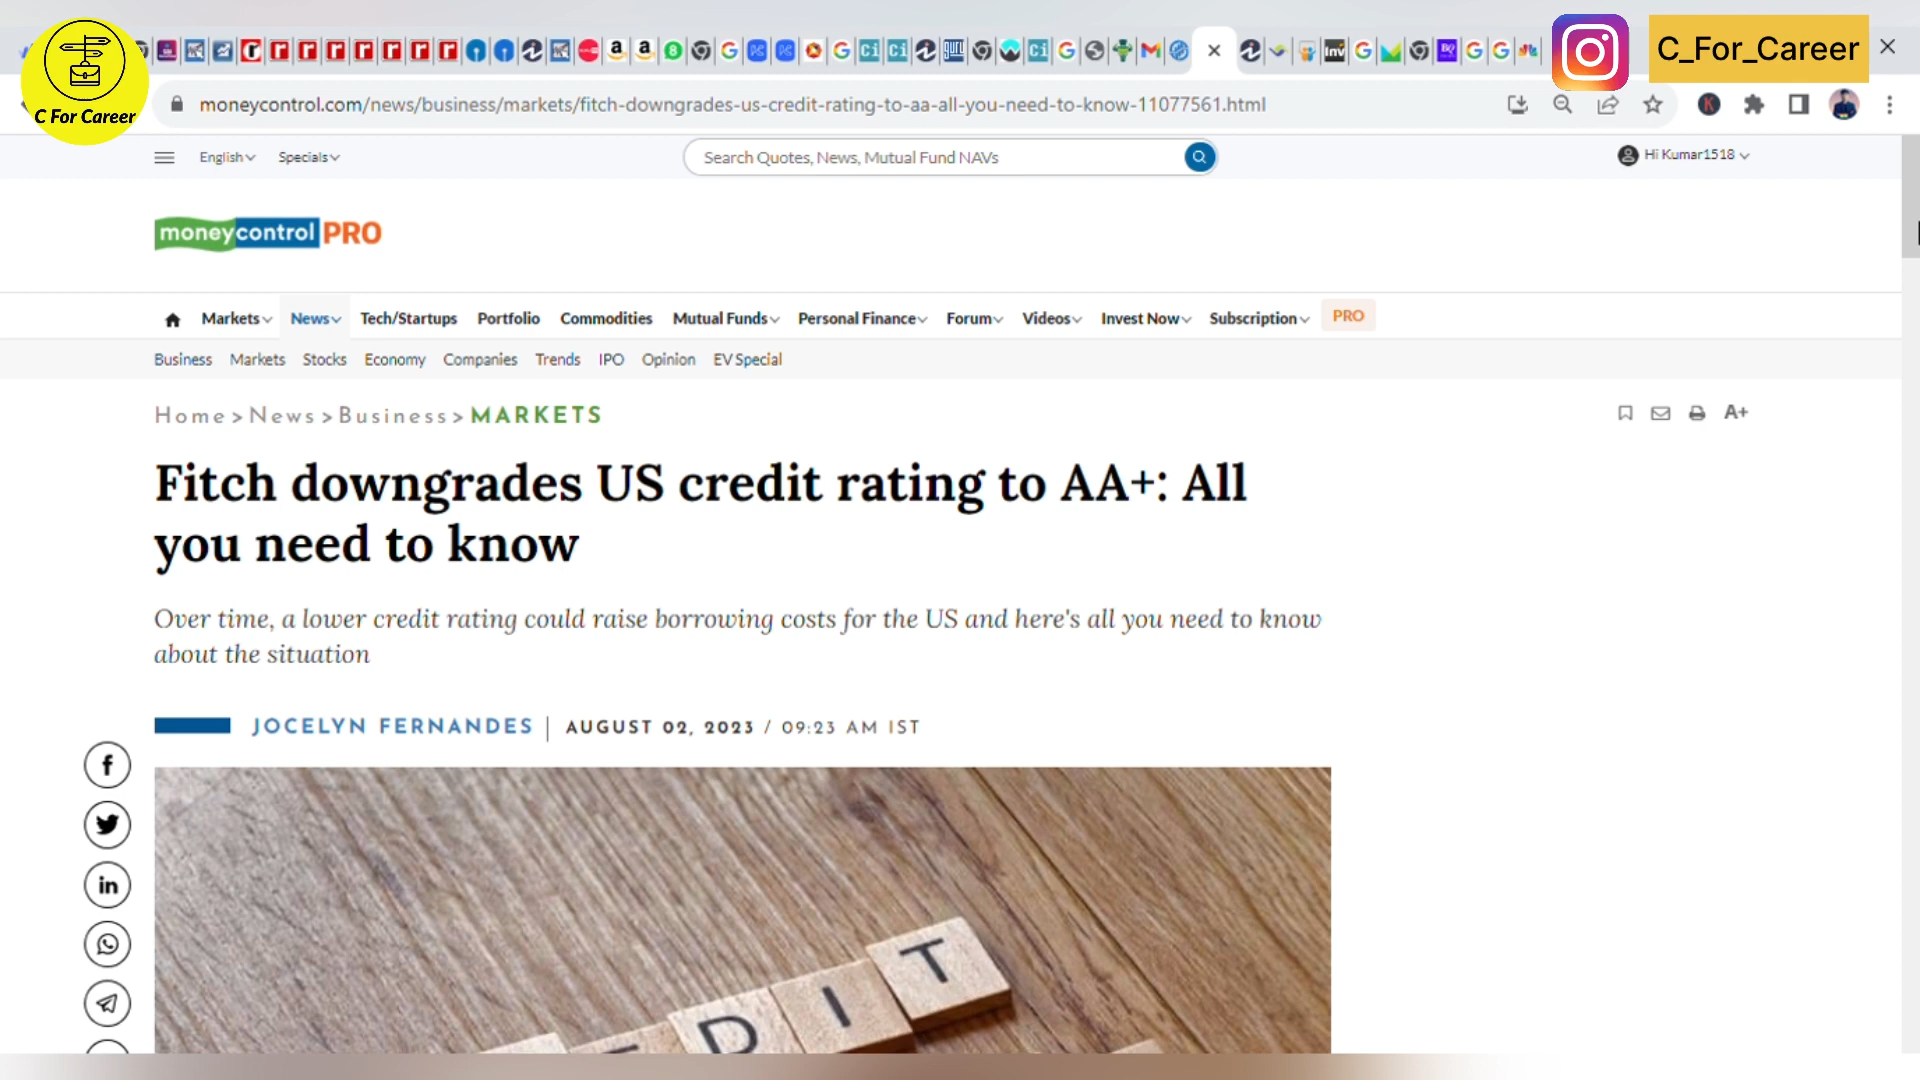 C For Career
C_For_Career
moneycontrol.com/news/business/markets/fitch-downgrades-us-credit-rating-to-aa-all-you-need-to-know-11077561.html
English Specials
Search Quotes, News, Mutual Fund NAVs
Hi Kumar1518
moneycontrol PRO
Markets News Tech/Startups Portfolio Commodities Mutual Funds Personal Finance Forum Videos Invest Now Subscription PRO
Business Markets Stocks Economy Companies Trends IPO Opinion EV Special
Home > News > Business > MARKETS
A+
Fitch downgrades US credit rating to AA+: All
you need to know
Over time, a lower credit rating could raise borrowing costs for the US and here's all you need to know
about the situation
JOCELYN FERNANDES | AUGUST 02, 2023 / 09:23 AM IST
DIT